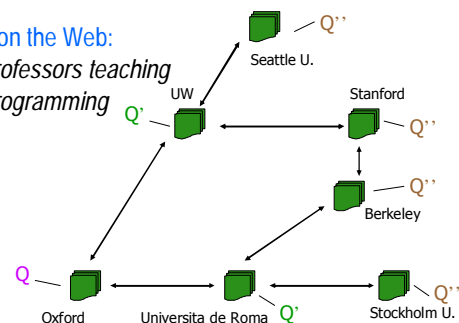 on the Web:
rofessors teaching
rogramming
Q''
Seattle U.
UW
Q'
Stanford
Q''
Q''
Berkeley
Q
Oxford
Universita de Roma
Q'
Q''
Stockholm U.